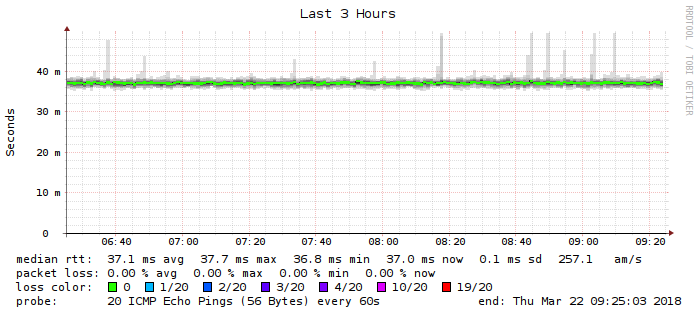 Last 3 Hours
RRDTOOL / TOBI OETIKER
Seconds
40 m
30 m
20 m
10 m
0
06:40 07:00 07:20 07:40 08:00 08:20 08:40 09:00 09:20
median rtt: 37.1 ms avg 37.7 ms max 36.8 ms min 37.0 ms now 0.1 ms sd 257.1 am/s
packet loss: 0.00 % avg 0.00 % max 0.00 % min 0.00 % now
loss color: 0 1/20 2/20 3/20 4/20 10/20 19/20
probe: 20 ICMP Echo Pings (56 Bytes) every 60s end: Thu Mar 22 09:25:03 2018